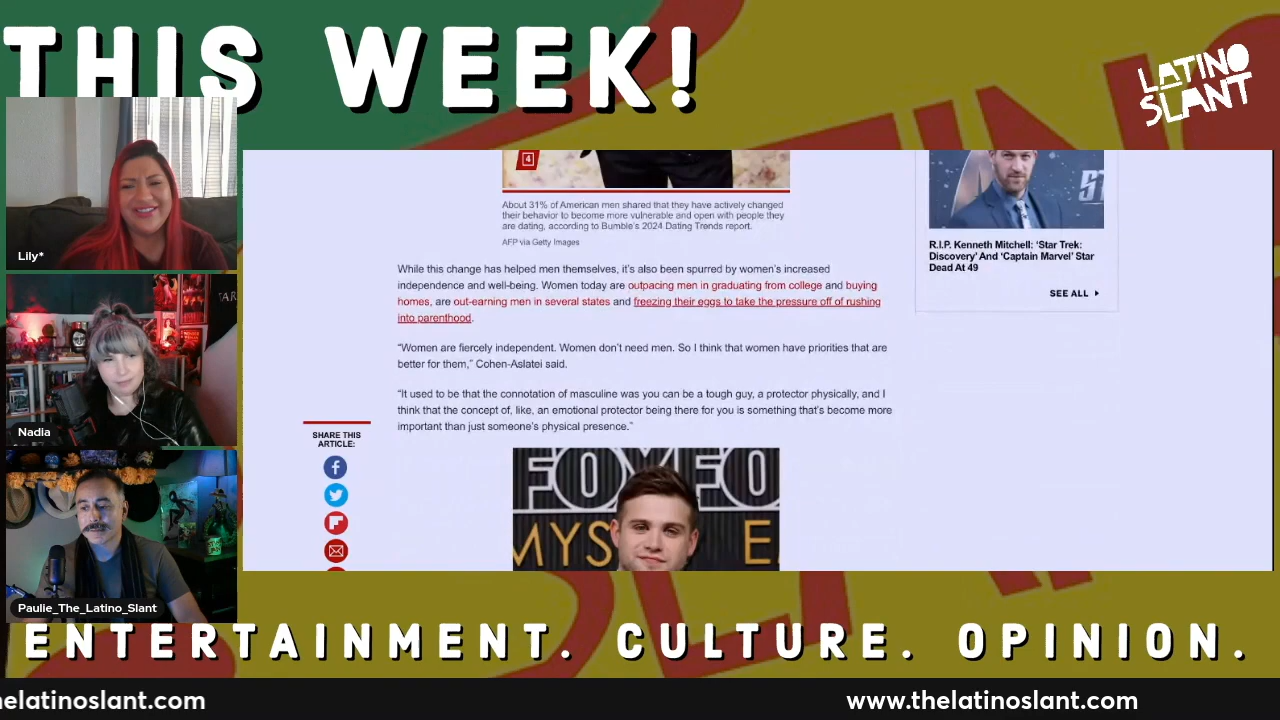 THIS WEEK!
LATINO
SLANT
Lily*
Nadia
Paulie_The_Latino_Slant
4
About 31% of American men shared that they have actively changed
their behavior to become more vulnerable and open with people they
are dating, according to Bumble's 2024 Dating Trends report.
AFP via Getty Images
While this change has helped men themselves, it's also been spurred by women's increased
independence and well-being. Women today are outpacing men in graduating from college and buying
homes, are out-earning men in several states and freezing their eggs to take the pressure off of rushing
into parenthood.
“Women are fiercely independent. Women don't need men. So I think that women have priorities that are
better for them,” Cohen-Aslatei said.
“It used to be that the connotation of masculine was you can be a tough guy, a protector physically, and I
think that the concept of, like, an emotional protector being there for you is something that's become more
important than just someone's physical presence.”
SHARE THIS
ARTICLE:
FOX FO
MYS E
ST
R.I.P. Kenneth Mitchell: ‘Star Trek:
Discovery’ And ‘Captain Marvel’ Star
Dead At 49
SEE ALL
ENTERTAINMENT. CULTURE. OPINION.
helatinoslant.com
www.thelatinoslant.com